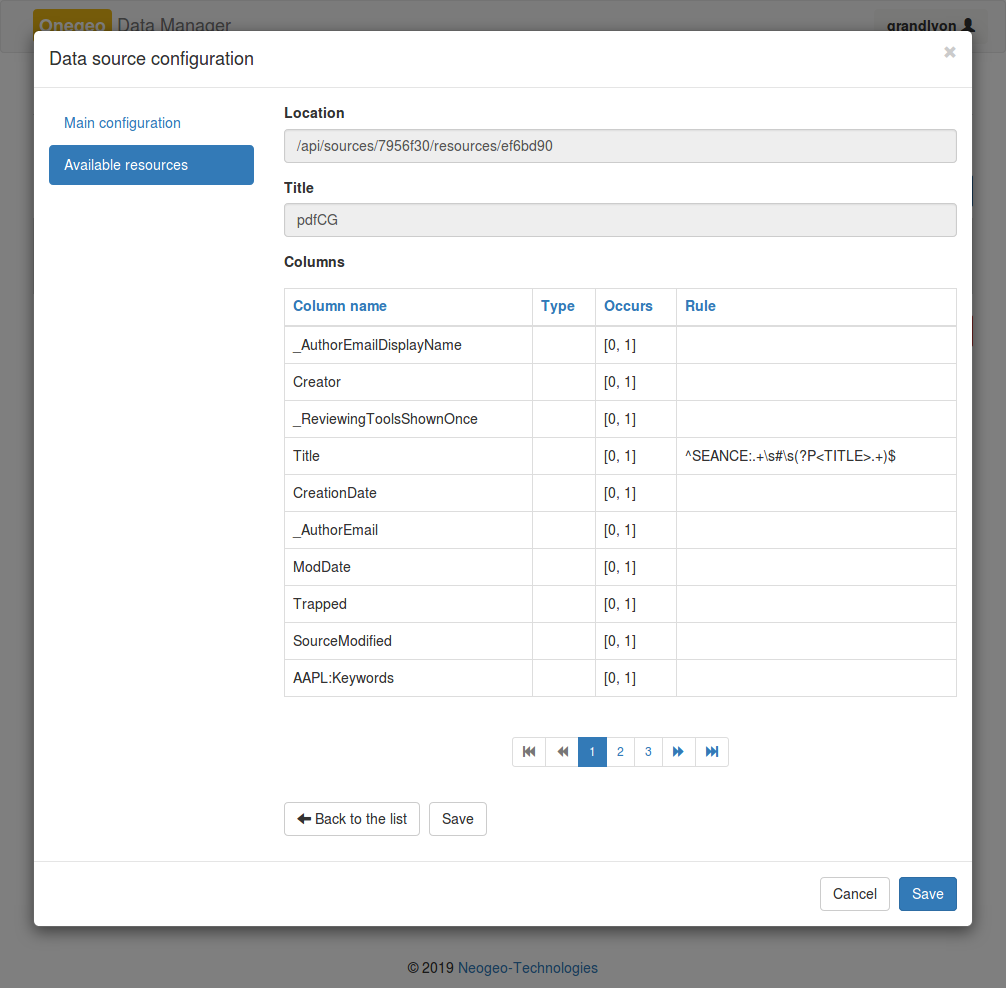 Onegeo Data Manager
grandlyon
Data source configuration
Main configuration
Available resources
Location
/api/sources/7956f30/resources/ef6bd90
Title
pdfCG
Columns
Column name Type Occurs Rule
_AuthorEmailDisplayName [0, 1]
Creator [0, 1]
_ReviewingToolsShownOnce [0, 1]
Title [0, 1] ^SEANCE:.+\s#\s(?P<TITLE>.+)$
CreationDate [0, 1]
_AuthorEmail [0, 1]
ModDate [0, 1]
Trapped [0, 1]
SourceModified [0, 1]
AAPL:Keywords [0, 1]
1 2 3
Back to the list Save
Cancel Save
© 2019 Neogeo-Technologies